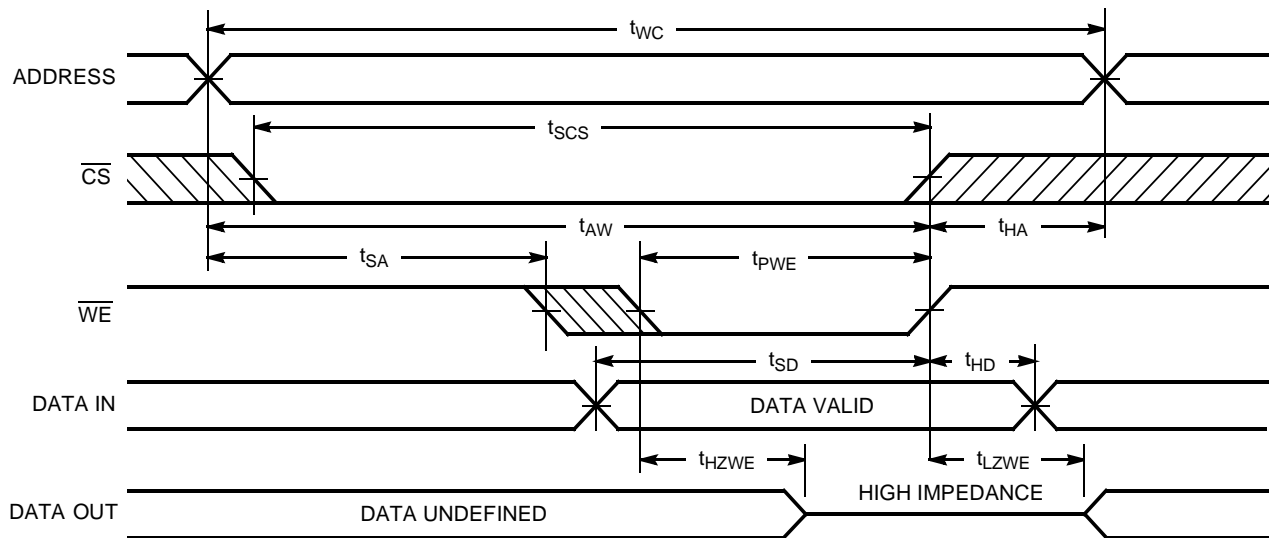 tWC
ADDRESS
tSCS
CS
tAW
tHA
tSA
tPWE
WE
tSD
tHD
DATA IN
DATA VALID
tHZWE
tLZWE
HIGH IMPEDANCE
DATA OUT
DATA UNDEFINED